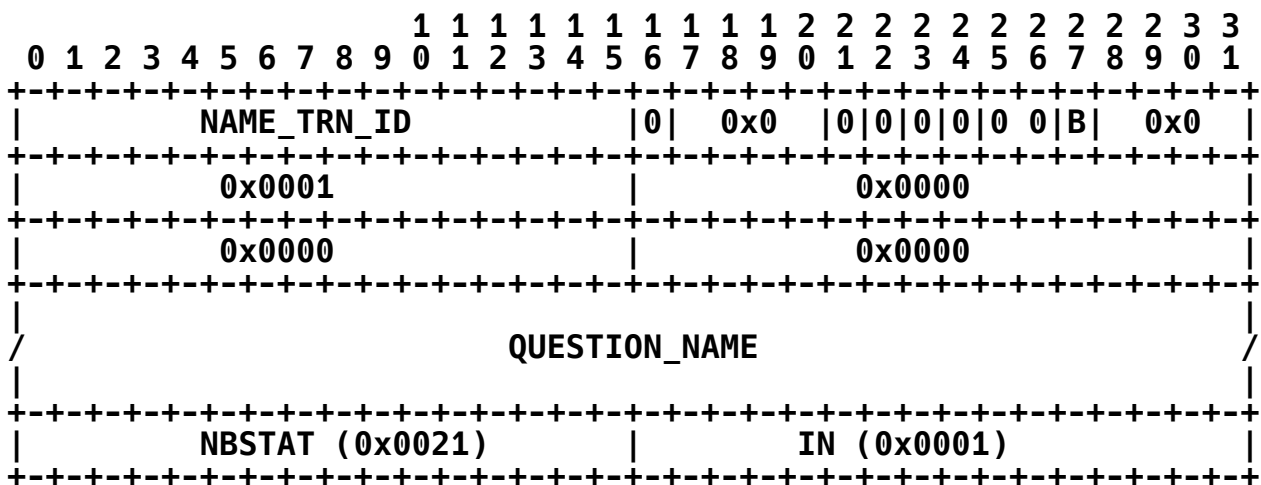 1 1 1 1 1 1 1 1 1 1 2 2 2 2 2 2 2 2 2 2 3 3
 0 1 2 3 4 5 6 7 8 9 0 1 2 3 4 5 6 7 8 9 0 1 2 3 4 5 6 7 8 9 0 1
+-+-+-+-+-+-+-+-+-+-+-+-+-+-+-+-+-+-+-+-+-+-+-+-+-+-+-+-+-+-+-+-+
|         NAME_TRN_ID           |0|  0x0  |0|0|0|0|0 0|B|  0x0  |
+-+-+-+-+-+-+-+-+-+-+-+-+-+-+-+-+-+-+-+-+-+-+-+-+-+-+-+-+-+-+-+-+
|          0x0001               |           0x0000              |
+-+-+-+-+-+-+-+-+-+-+-+-+-+-+-+-+-+-+-+-+-+-+-+-+-+-+-+-+-+-+-+-+
|          0x0000               |           0x0000              |
+-+-+-+-+-+-+-+-+-+-+-+-+-+-+-+-+-+-+-+-+-+-+-+-+-+-+-+-+-+-+-+-+
|                                                               |
/                         QUESTION_NAME                         /
|                                                               |
+-+-+-+-+-+-+-+-+-+-+-+-+-+-+-+-+-+-+-+-+-+-+-+-+-+-+-+-+-+-+-+-+
|         NBSTAT (0x0021)       |        IN (0x0001)            |
+-+-+-+-+-+-+-+-+-+-+-+-+-+-+-+-+-+-+-+-+-+-+-+-+-+-+-+-+-+-+-+-+